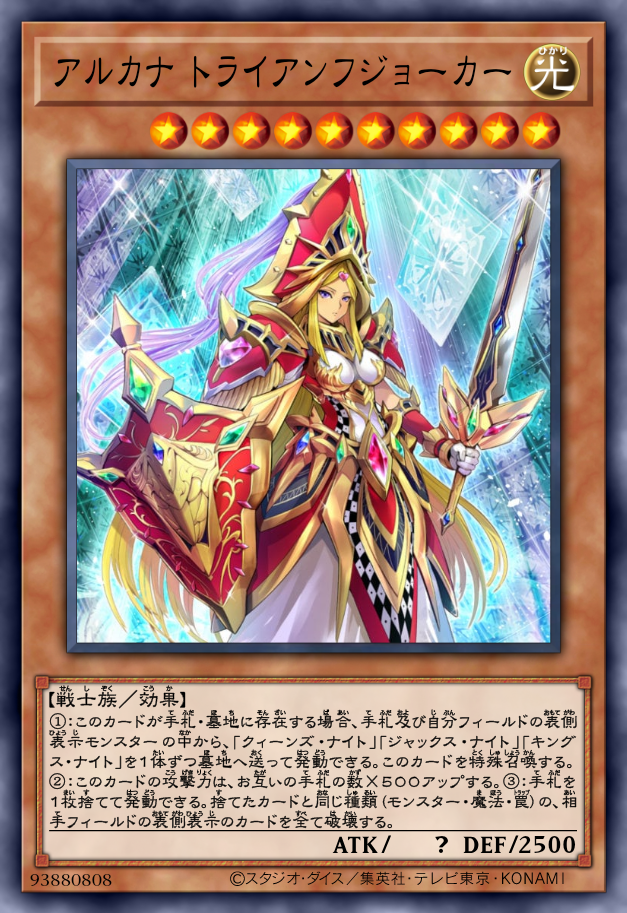 アルカナ トライアンフジョーカー
光
【戦士族／効果】
①:このカードが手札・墓地に存在する場合、手札及び自分フィールドの表側
表示モンスターの中から、「クィーンズ・ナイト」「ジャックス・ナイト」「キング
ス・ナイト」を１体ずつ墓地へ送って発動できる。このカードを特殊召喚する。
②:このカードの攻撃力は、お互いの手札の数×５００アップする。③:手札を
１枚捨てて発動できる。捨てたカードと同じ種類（モンスター・魔法・罠）の、相
手フィールドの表側表示のカードを全て破壊する。
ATK/ ? DEF/2500
93880808 ©スタジオ・ダイス／集英社・テレビ東京・KONAMI